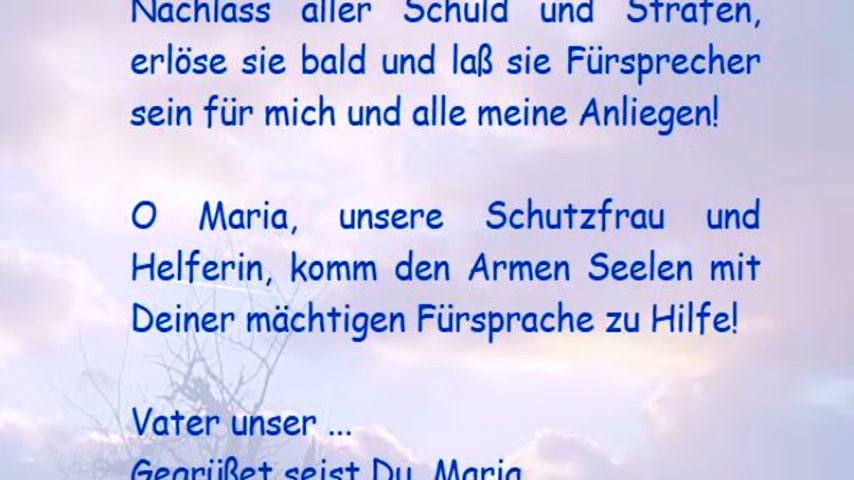 Nachlass aller Schuld und Strafen,
erlöse sie bald und laß sie Fürsprecher
sein für mich und alle meine Anliegen!
O Maria, unsere Schutzfrau und
Helferin, komm den Armen Seelen mit
Deiner mächtigen Fürsprache zu Hilfe!
Vater unser ...
Gegrüßet seist Du, Maria